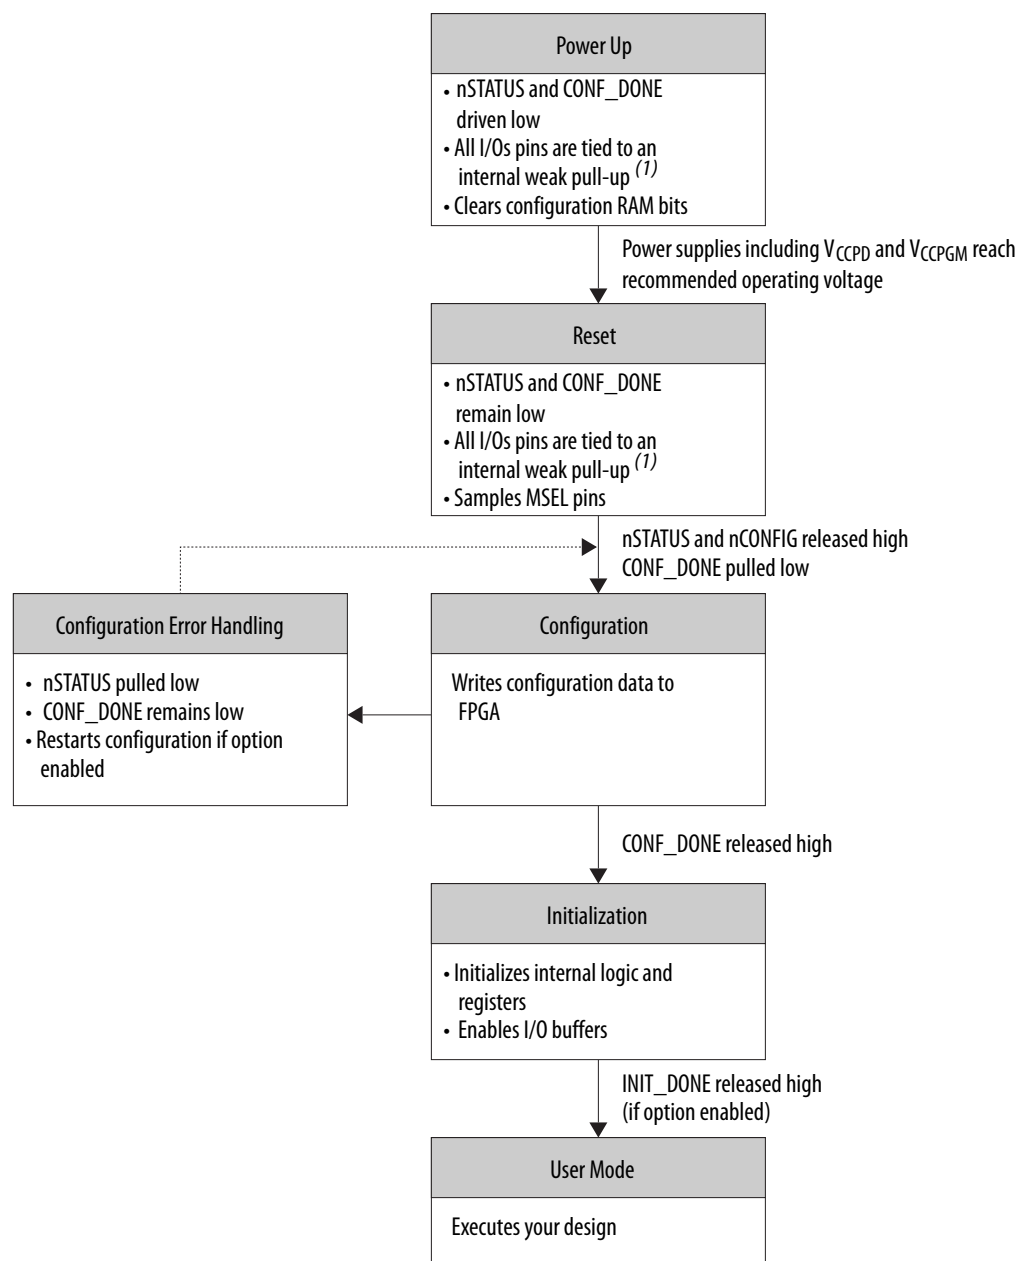 Power Up
• nSTATUS and CONF_DONE
driven low
• All I/Os pins are tied to an
internal weak pull-up (1)
• Clears configuration RAM bits
Power supplies including VCCPD and VCCPGM reach
recommended operating voltage
Reset
• nSTATUS and CONF_DONE
remain low
• All I/Os pins are tied to an
internal weak pull-up (1)
• Samples MSEL pins
nSTATUS and nCONFIG released high
CONF_DONE pulled low
Configuration Error Handling
• nSTATUS pulled low
• CONF_DONE remains low
• Restarts configuration if option
enabled
Configuration
Writes configuration data to
FPGA
CONF_DONE released high
Initialization
• Initializes internal logic and
registers
• Enables I/O buffers
INIT_DONE released high
(if option enabled)
User Mode
Executes your design